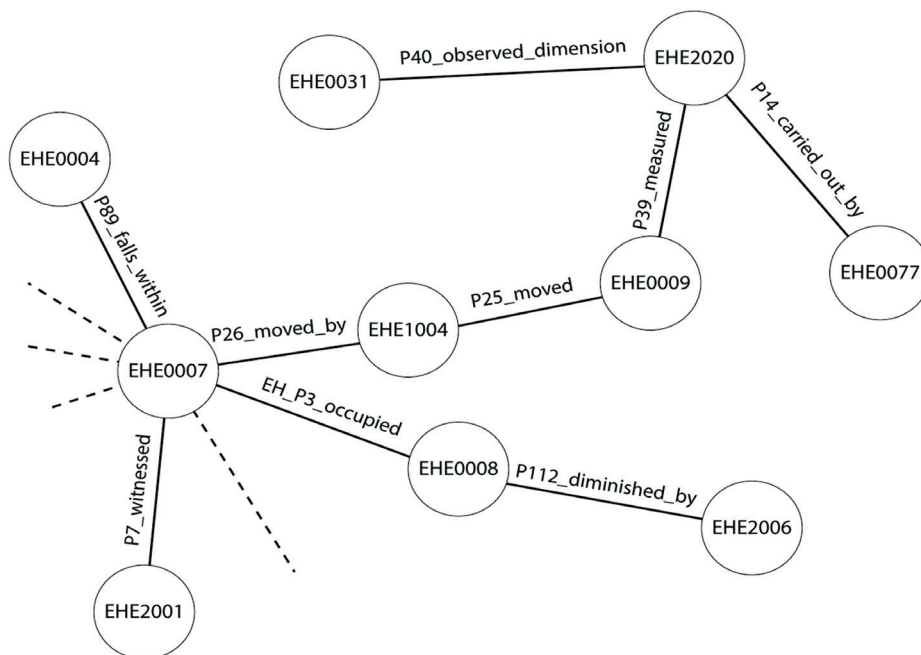 P40_observed_dimension
EHE2020
EHE0031
P14_carried_out_by
EHE0004
P39_measured
P89_falls_within
EHE0077
EHE0009
P25_moved
P26_moved_by
EHE1004
EHE0007
EH_P3_occupied
EHE0008
P112_diminished_by
P7_witnessed
EHE2006
EHE2001